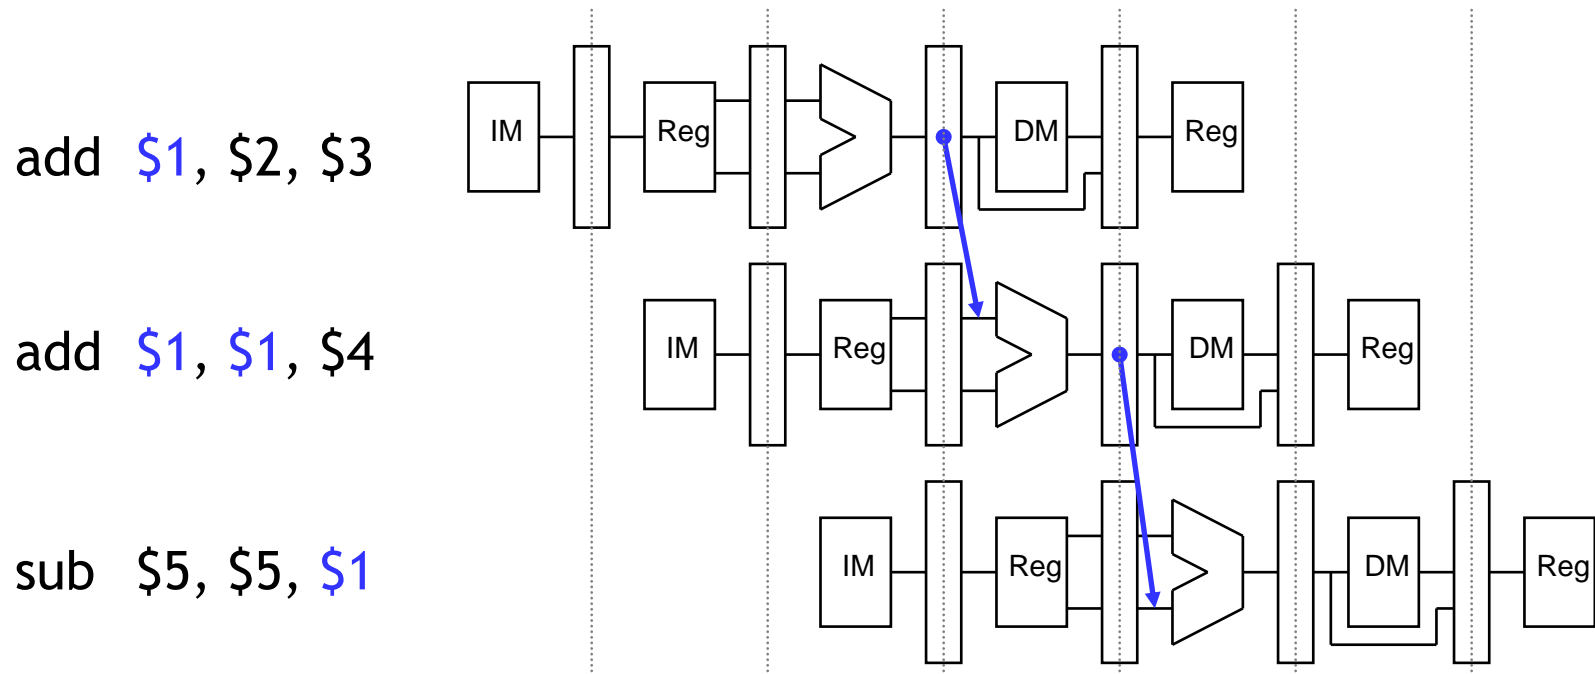 add $1, $2, $3 IM Reg DM Reg
add $1, $1, $4 IM Reg DM Reg
sub $5, $5, $1 IM Reg DM Reg